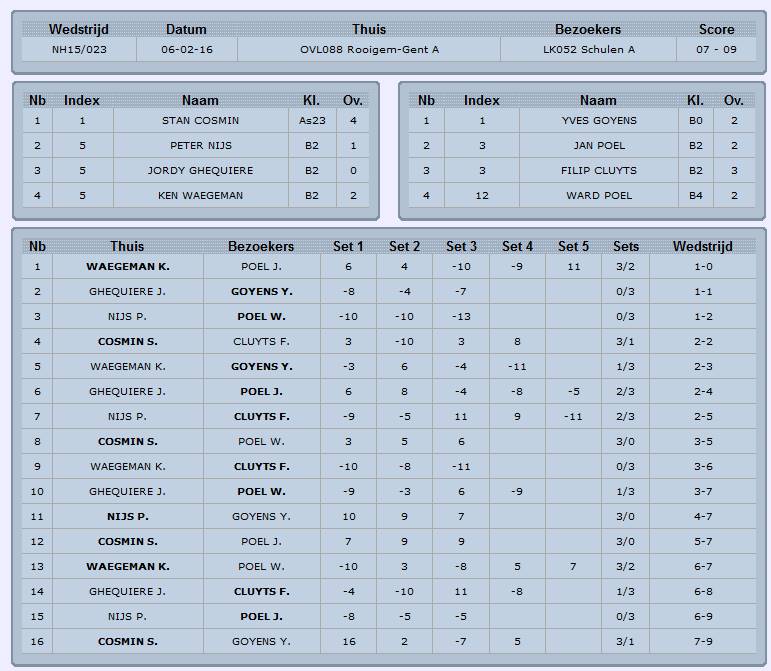 Wedstrijd Datum Thuis Bezoekers Score
NH15/023 06-02-16 OVL088 Rooigem-Gent A LK052 Schulen A 07 - 09
Nb Index Naam Kl. Ov.
1 1 STAN COSMIN As23 4
2 5 PETER NIJS B2 1
3 5 JORDY GHEQUIERE B2 0
4 5 KEN WAEGEMAN B2 2
Nb Index Naam Kl. Ov.
1 1 YVES GOYENS B0 2
2 3 JAN POEL B2 2
3 3 FILIP CLUYTS B2 3
4 12 WARD POEL B4 2
Nb Thuis Bezoekers Set 1 Set 2 Set 3 Set 4 Set 5 Sets Wedstrijd
1 WAEGEMAN K. POEL J. 6 4 -10 -9 11 3/2 1-0
2 GHEQUIERE J. GOYENS Y. -8 -4 -7 0/3 1-1
3 NIJS P. POEL W. -10 -10 -13 0/3 1-2
4 COSMIN S. CLUYTS F. 3 -10 3 8 3/1 2-2
5 WAEGEMAN K. GOYENS Y. -3 6 -4 -11 1/3 2-3
6 GHEQUIERE J. POEL J. 6 8 -4 -8 -5 2/3 2-4
7 NIJS P. CLUYTS F. -9 -5 11 9 -11 2/3 2-5
8 COSMIN S. POEL W. 3 5 6 3/0 3-5
9 WAEGEMAN K. CLUYTS F. -10 -8 -11 0/3 3-6
10 GHEQUIERE J. POEL W. -9 -3 6 -9 1/3 3-7
11 NIJS P. GOYENS Y. 10 9 7 3/0 4-7
12 COSMIN S. POEL J. 7 9 9 3/0 5-7
13 WAEGEMAN K. POEL W. -10 3 -8 5 7 3/2 6-7
14 GHEQUIERE J. CLUYTS F. -4 -10 11 -8 1/3 6-8
15 NIJS P. POEL J. -8 -5 -5 0/3 6-9
16 COSMIN S. GOYENS Y. 16 2 -7 5 3/1 7-9